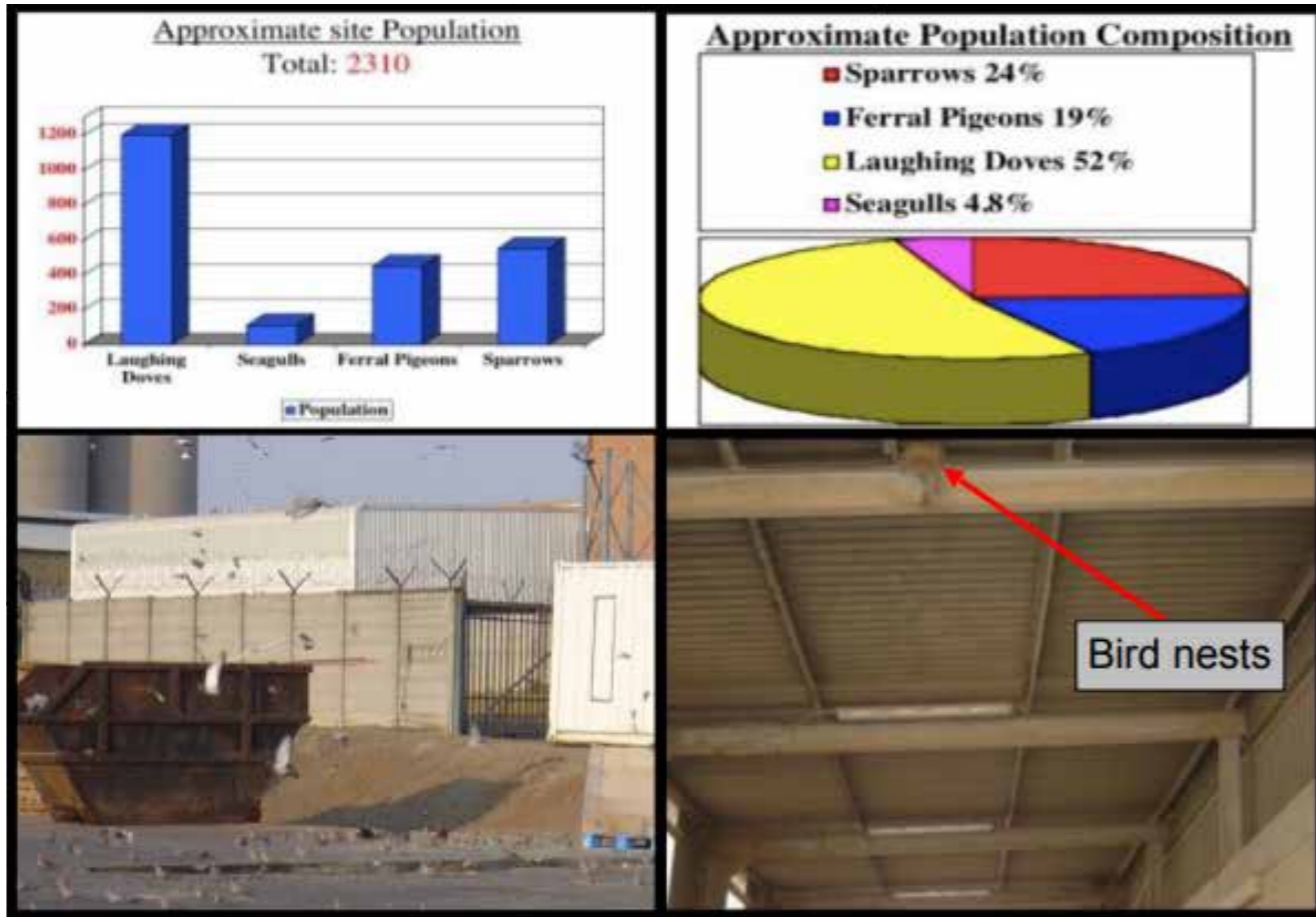 Approximate site Population
Total: 2310
1200
1000
800
600
400
200
0
Laughing Doves
Seagulls
Ferral Pigeons
Sparrows
Population
Approximate Population Composition
Sparrows 24%
Ferral Pigeons 19%
Laughing Doves 52%
Seagulls 4.8%
Bird nests